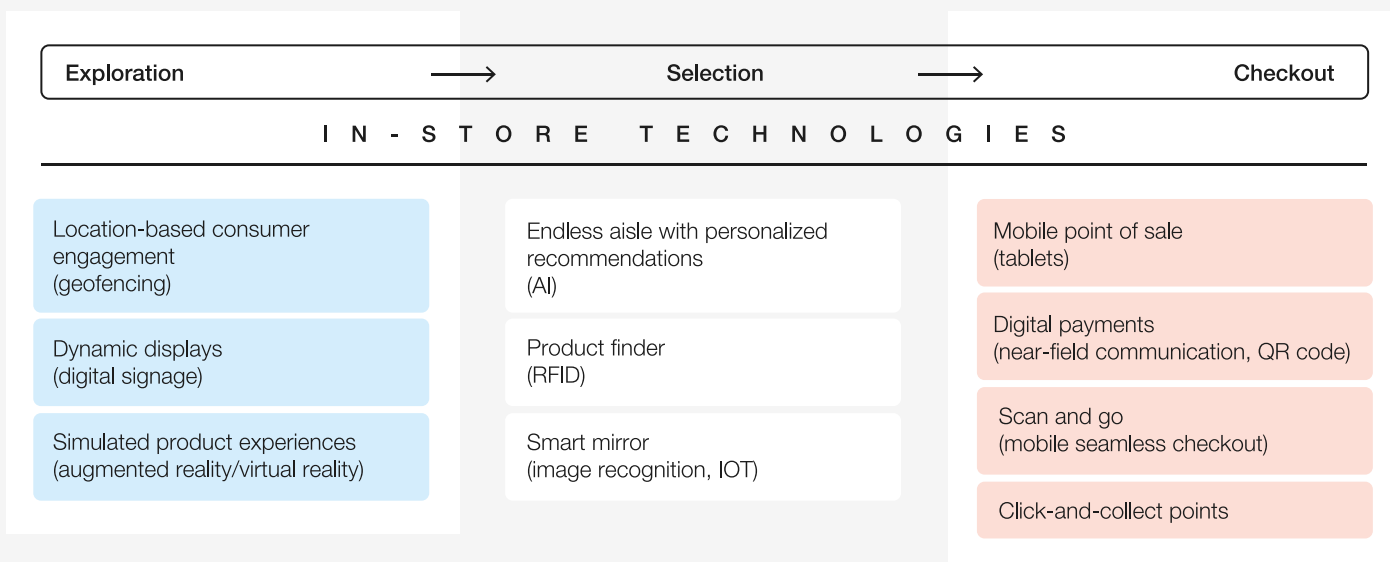 Exploration → Selection → Checkout
IN-STORE TECHNOLOGIES
Location-based consumer
engagement
(geofencing)
Dynamic displays
(digital signage)
Simulated product experiences
(augmented reality/virtual reality)
Endless aisle with personalized
recommendations
(AI)
Product finder
(RFID)
Smart mirror
(image recognition, IOT)
Mobile point of sale
(tablets)
Digital payments
(near-field communication, QR code)
Scan and go
(mobile seamless checkout)
Click-and-collect points